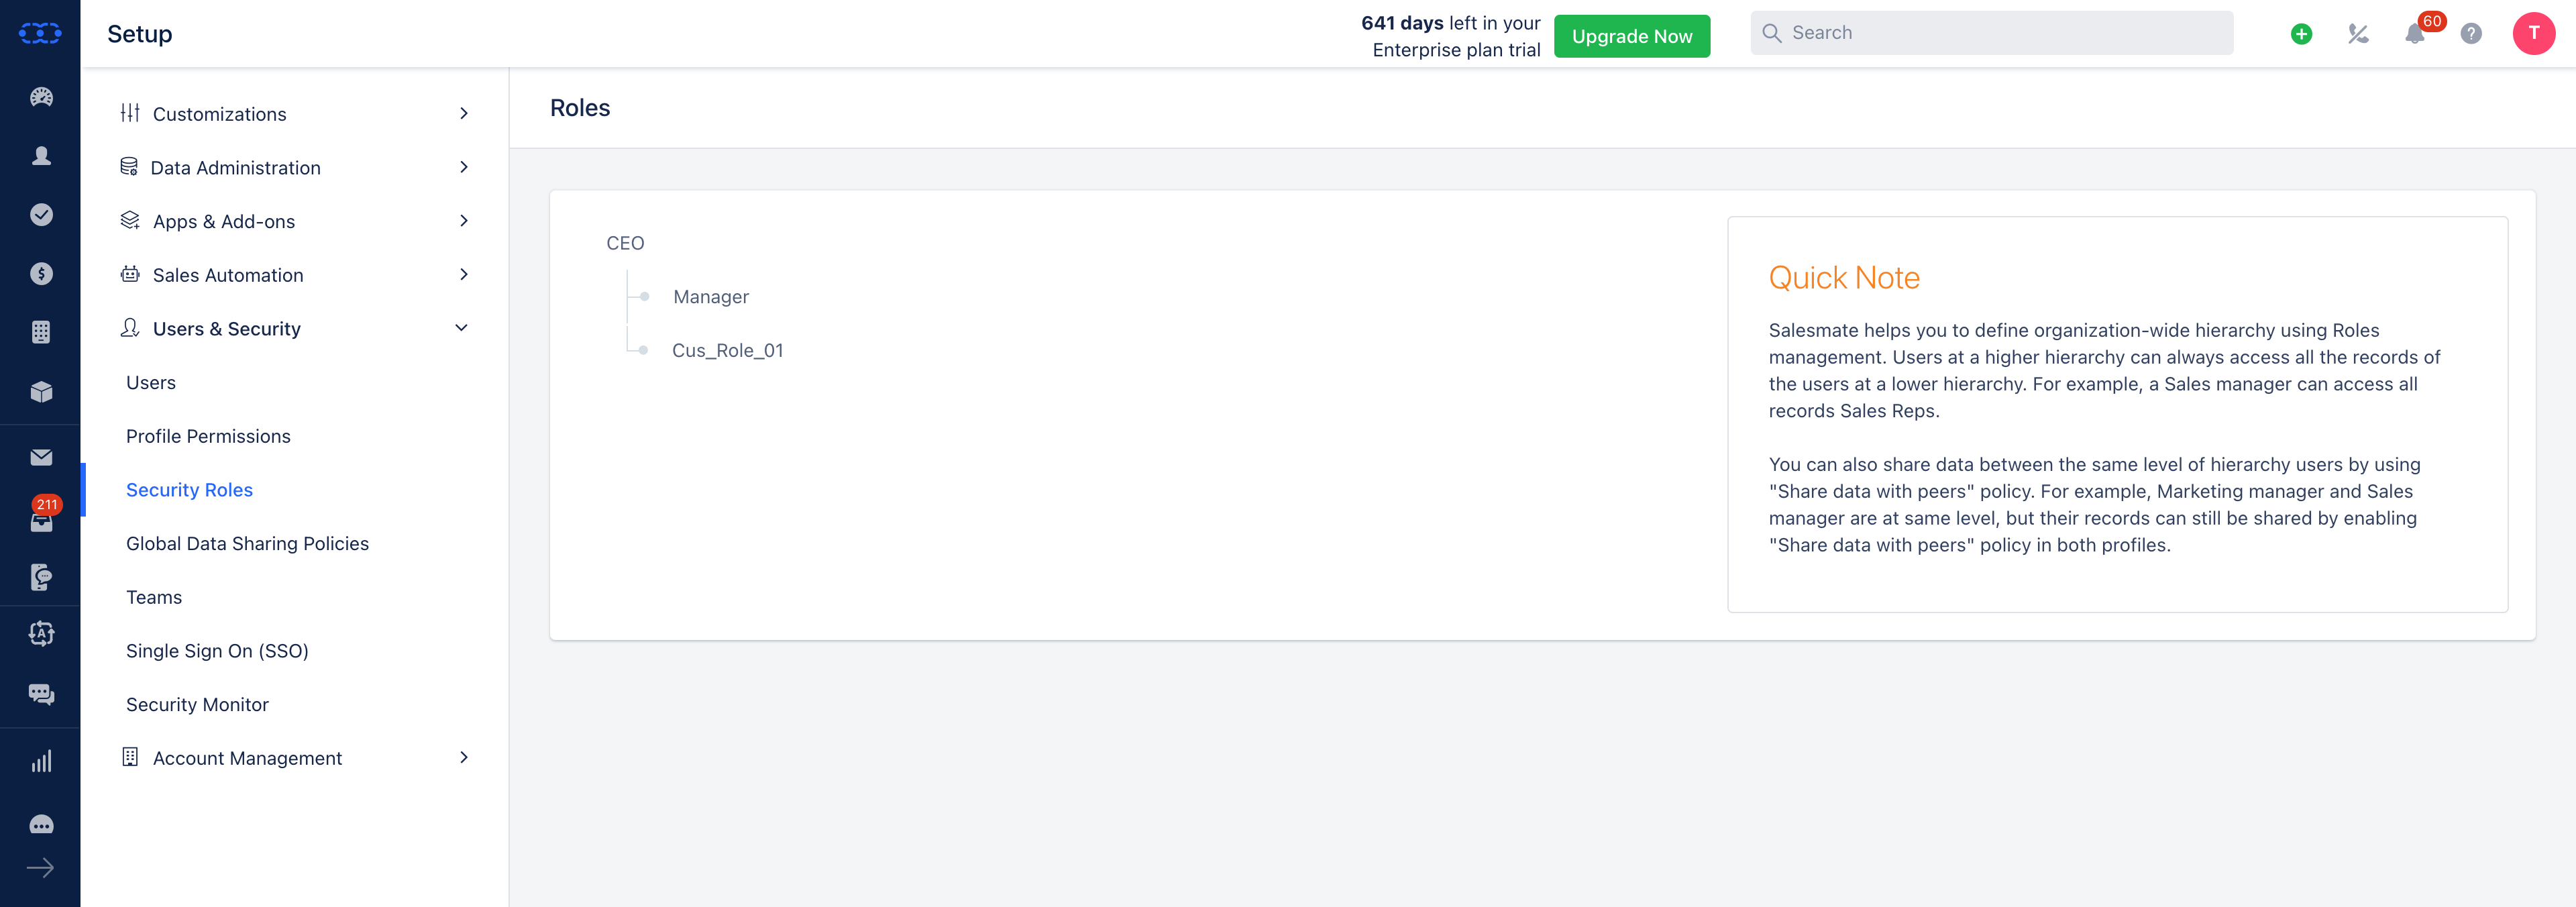 Setup
641 days left in your
Enterprise plan trial
Upgrade Now
Search
60
?
T
Customizations
Data Administration
Apps & Add-ons
Sales Automation
Users & Security
Users
Profile Permissions
Security Roles
211
Global Data Sharing Policies
Teams
Single Sign On (SSO)
Security Monitor
Account Management
Roles
CEO
Manager
Cus_Role_01
Quick Note
Salesmate helps you to define organization-wide hierarchy using Roles
management. Users at a higher hierarchy can always access all the records of
the users at a lower hierarchy. For example, a Sales manager can access all
records Sales Reps.
You can also share data between the same level of hierarchy users by using
"Share data with peers" policy. For example, Marketing manager and Sales
manager are at same level, but their records can still be shared by enabling
"Share data with peers" policy in both profiles.